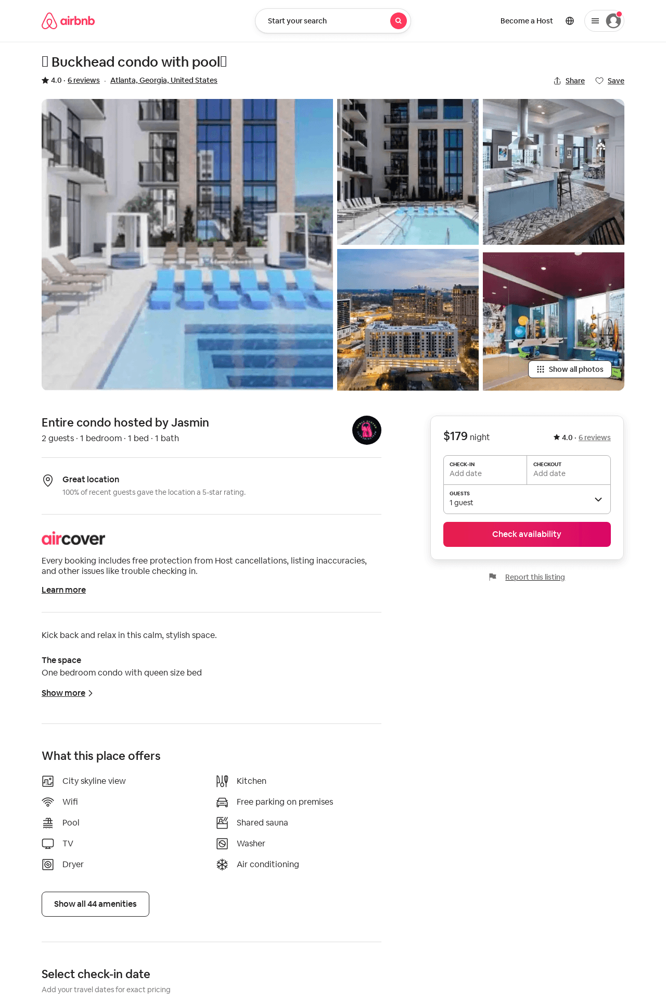 airbnb
Start your search
Become a Host
Buckhead condo with pool
4.0 · 6 reviews · Atlanta, Georgia, United States
Share
Save
Show all photos
Entire condo hosted by Jasmin
2 guests · 1 bedroom · 1 bed · 1 bath
Great location
100% of recent guests gave the location a 5-star rating.
aircover
Every booking includes free protection from Host cancellations, listing inaccuracies,
and other issues like trouble checking in.
Learn more
Kick back and relax in this calm, stylish space.
The space
One bedroom condo with queen size bed
Show more
What this place offers
City skyline view
Kitchen
Wifi
Free parking on premises
Pool
Shared sauna
TV
Washer
Dryer
Air conditioning
Show all 44 amenities
Select check-in date
Add your travel dates for exact pricing
$179 night
4.0 · 6 reviews
CHECK-IN
Add date
CHECKOUT
Add date
GUESTS
1 guest
Check availability
Report this listing